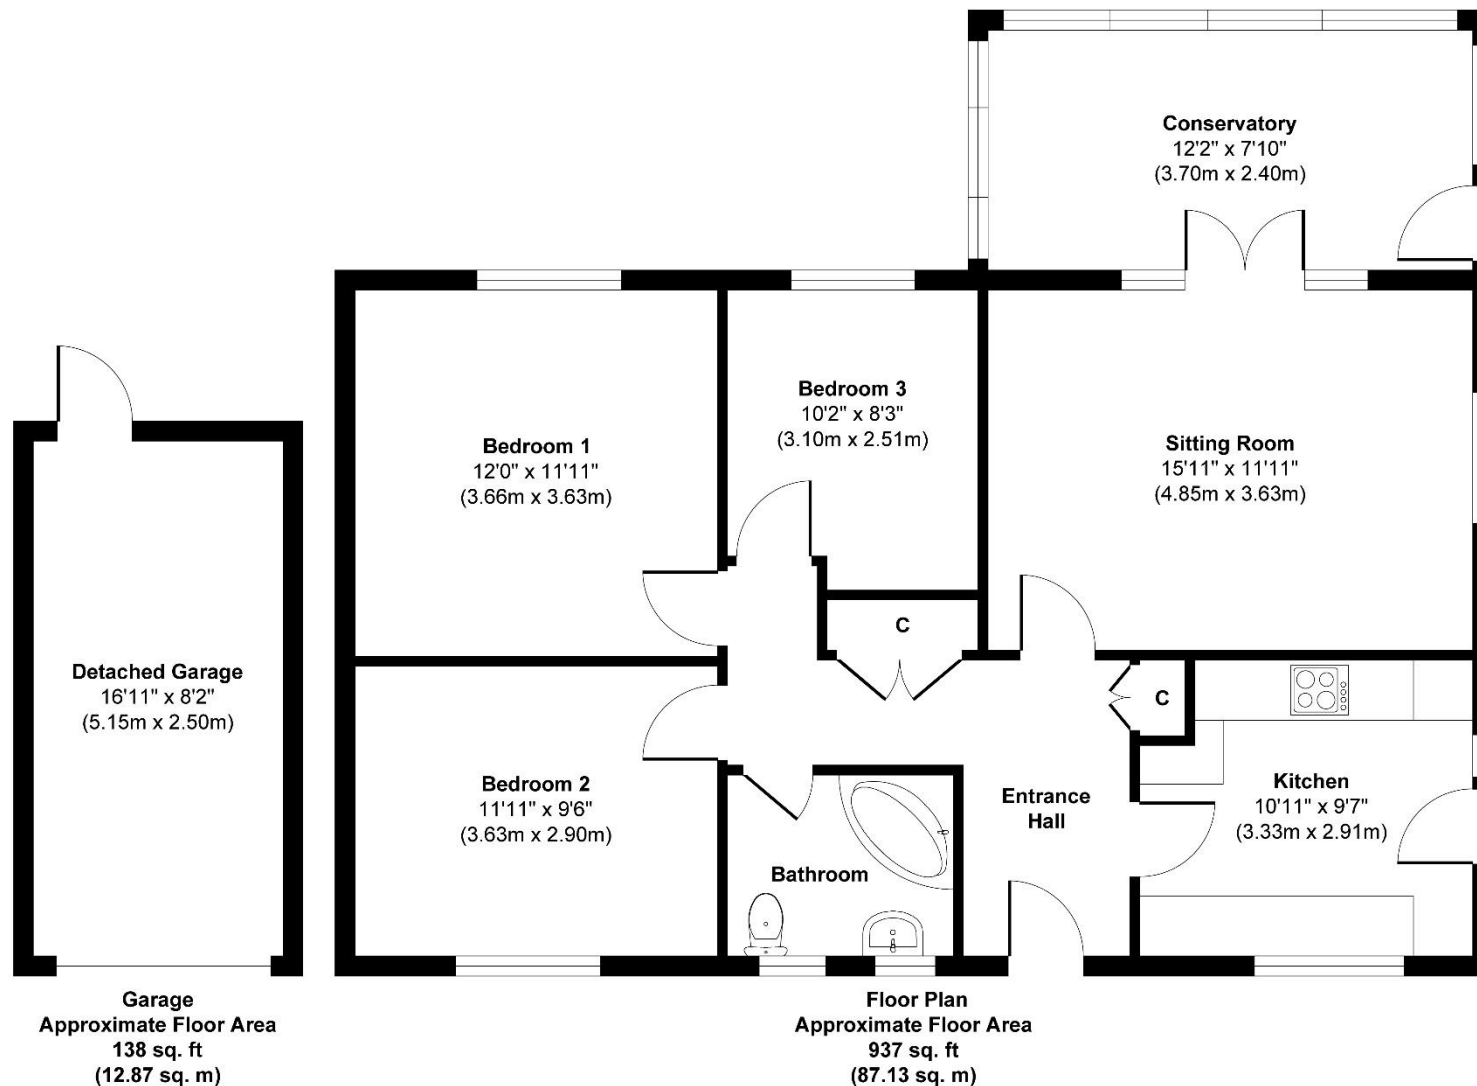 Conservatory
12'2" x 7'10"
(3.70m x 2.40m)
Bedroom 3
10'2" x 8'3"
(3.10m x 2.51m)
Bedroom 1
12'0" x 11'11"
(3.66m x 3.63m)
Sitting Room
15'11" x 11'11"
(4.85m x 3.63m)
C
Detached Garage
16'11" x 8'2"
(5.15m x 2.50m)
C
Bedroom 2
11'11" x 9'6"
(3.63m x 2.90m)
Entrance
Hall
Kitchen
10'11" x 9'7"
(3.33m x 2.91m)
Bathroom
Garage
Approximate Floor Area
138 sq. ft
(12.87 sq. m)
Floor Plan
Approximate Floor Area
937 sq. ft
(87.13 sq. m)